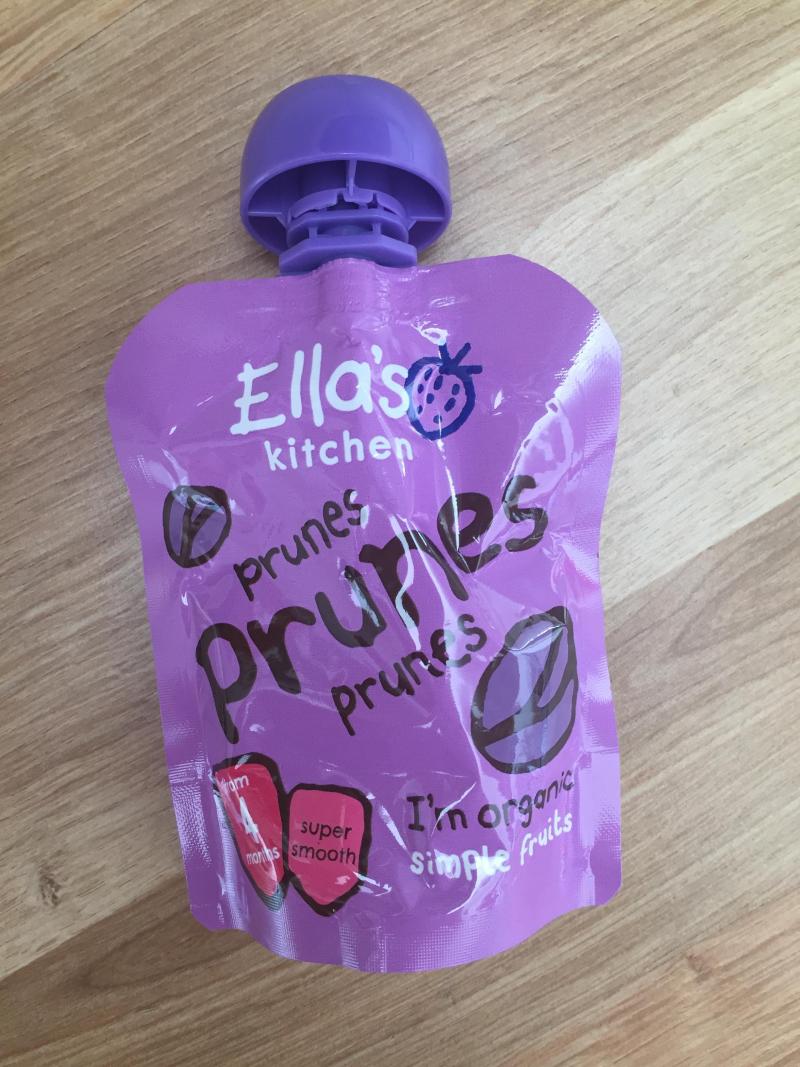 Ella's
kitchen
prunes
prunes
prunes
from
4
months
super
smooth
I'm organic
simple fruits